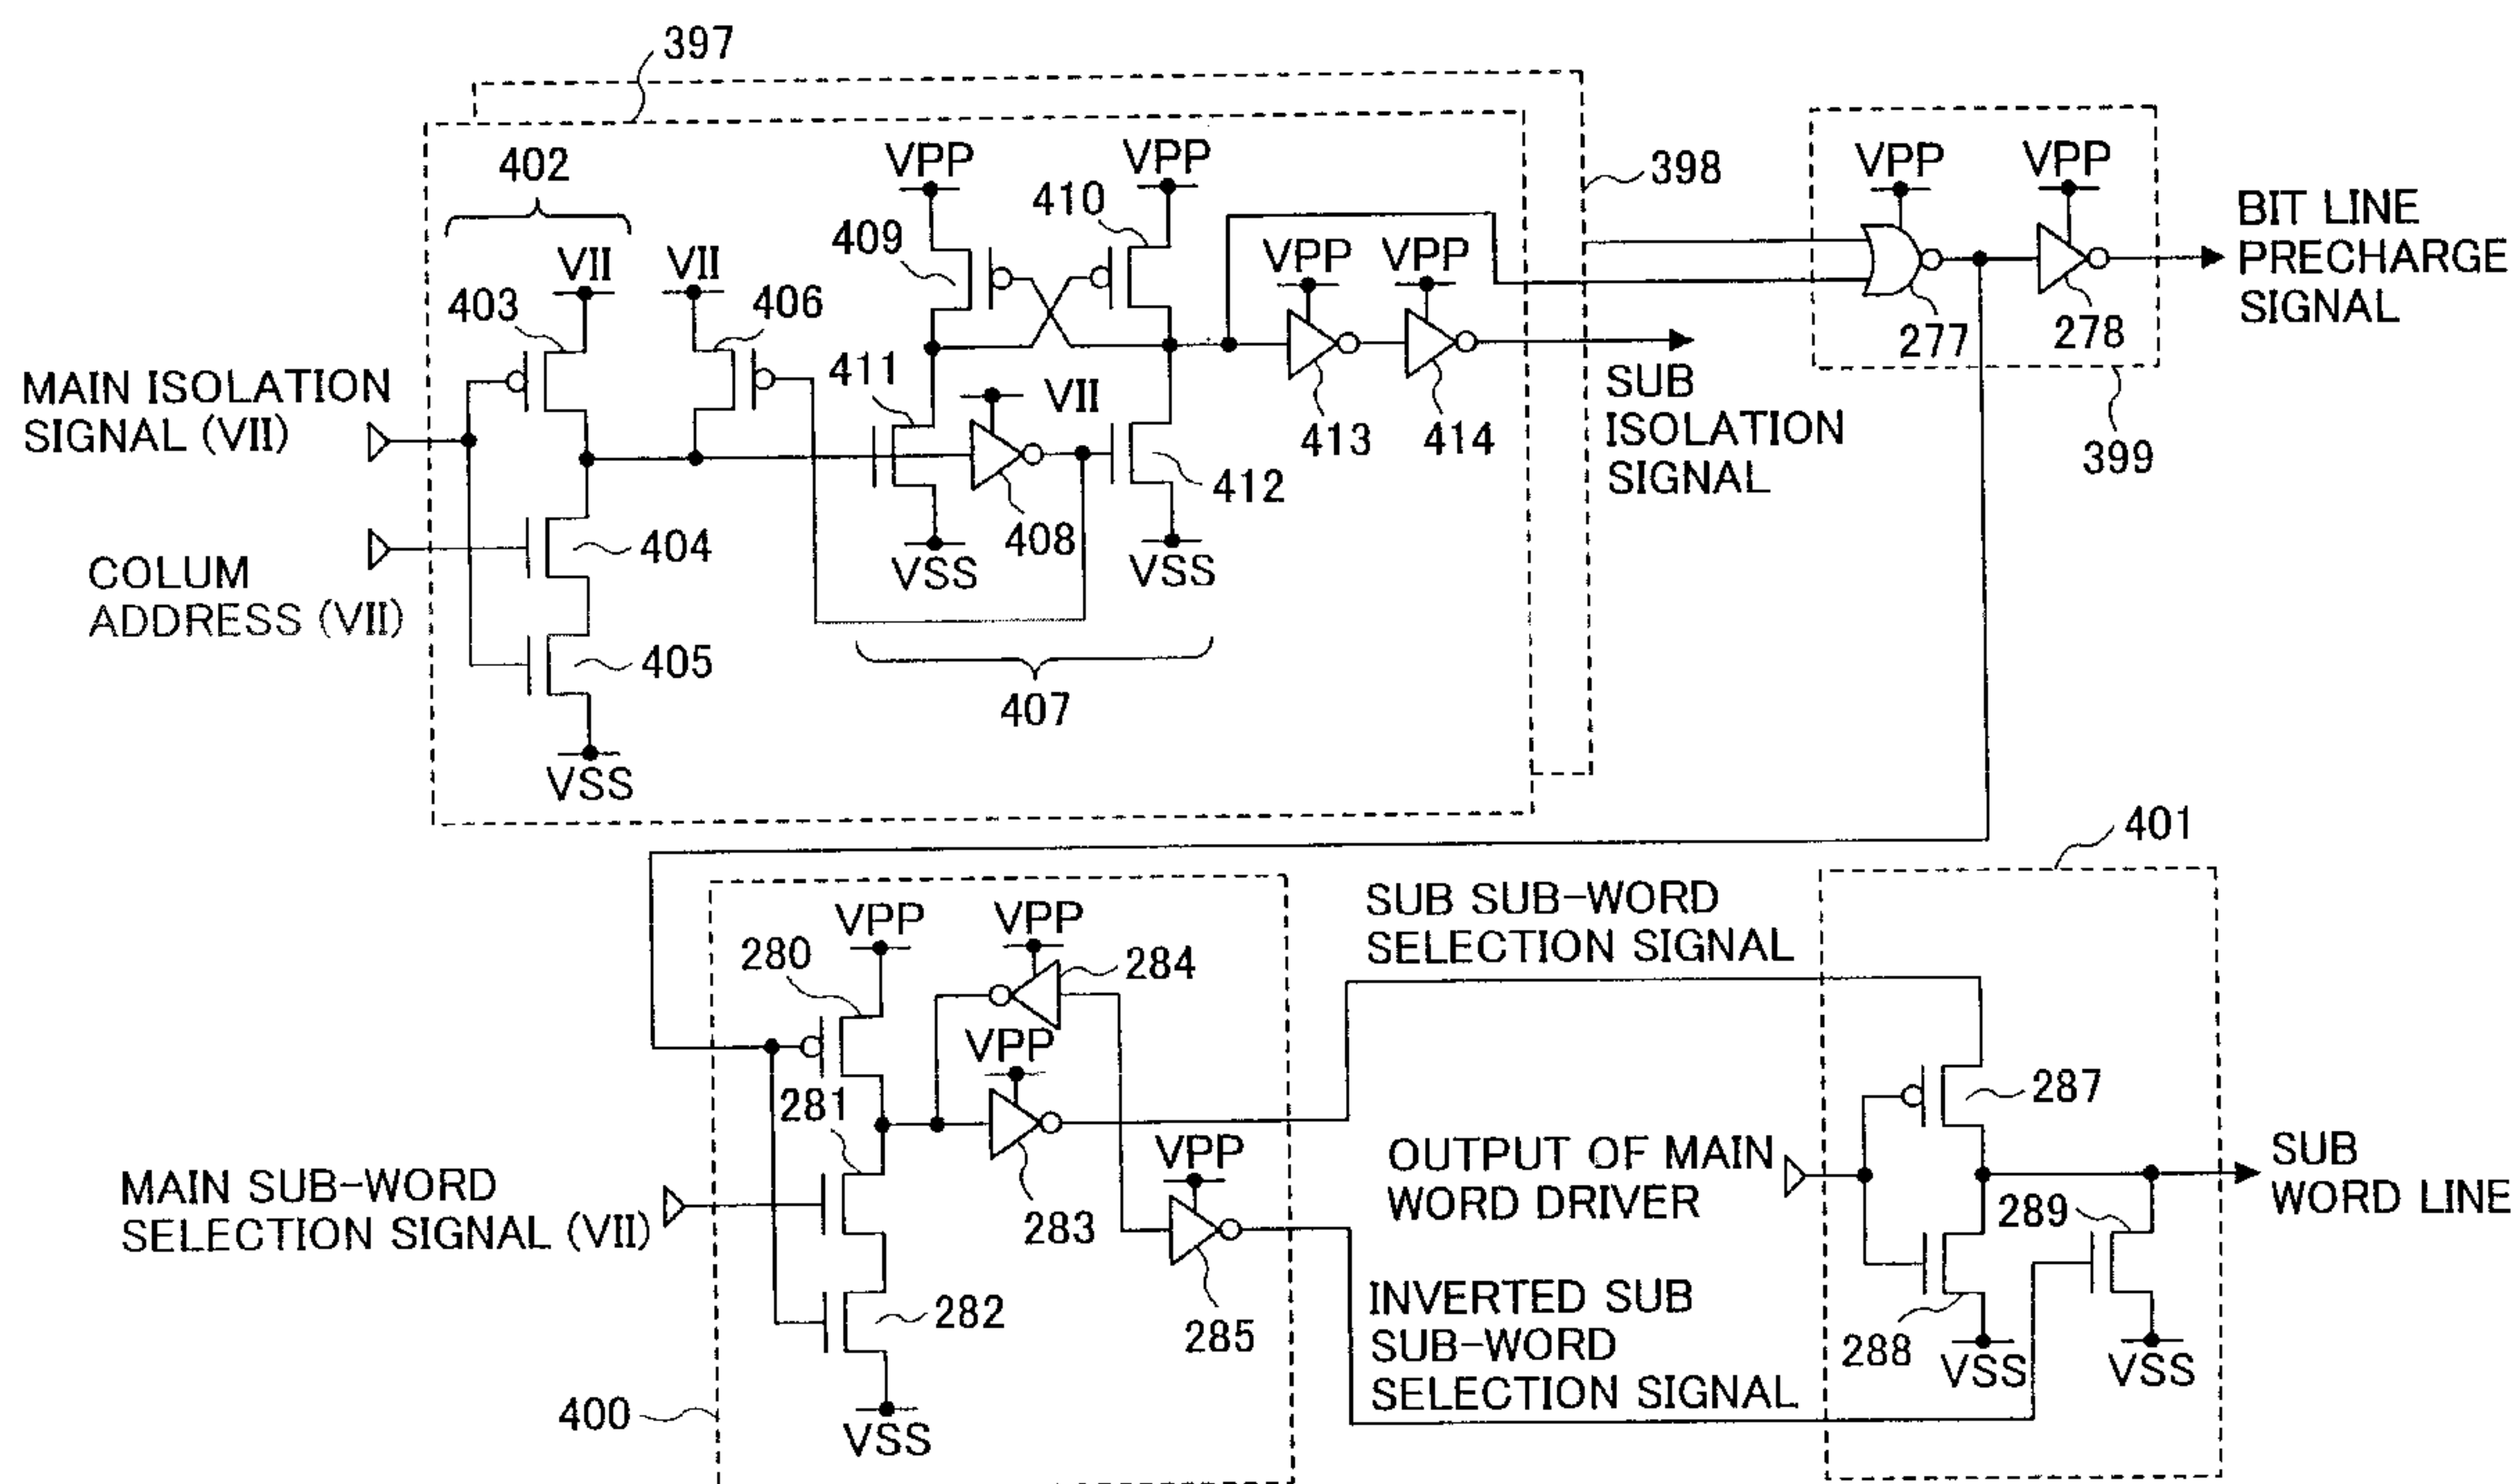 397
402
VPP
VPP
398
VPP
VPP
BIT LINE
PRECHARGE
SIGNAL
410
409
VII
VII
VPP
VPP
403
406
277
278
MAIN ISOLATION
SIGNAL (VII)
411
VII
SUB
ISOLATION
SIGNAL
413
414
399
412
404
408
COLUM
ADDRESS (VII)
VSS
VSS
405
407
VSS
401
SUB SUB-WORD
SELECTION SIGNAL
VPP
VPP
280
284
VPP
281
287
OUTPUT OF MAIN
WORD DRIVER
VPP
SUB
WORD LINE
MAIN SUB-WORD
SELECTION SIGNAL (VII)
283
289
282
285
INVERTED SUB
SUB-WORD
SELECTION SIGNAL
288
VSS
VSS
400
VSS